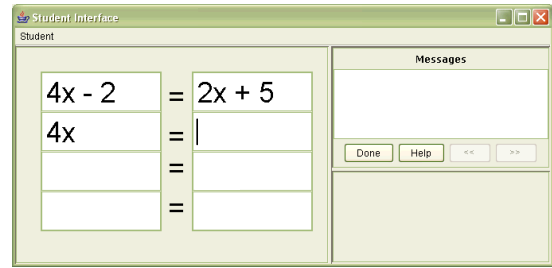 Student Interface
Student
4x - 2 = 2x + 5
4x =
=
=
Messages
Done Help << >>